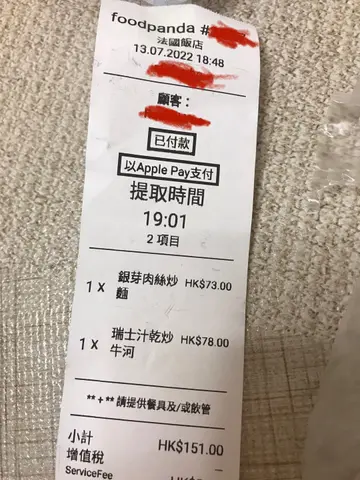 foodpanda #
法國飯店
13.07.2022 18:48
顧客：
已付款
以Apple Pay支付
提取時間
19:01
2 項目
1 x 銀芽肉絲炒 HK$73.00
麵
1 x 瑞士汁乾炒 HK$78.00
牛河
** + ** 請提供餐具及/或飲管
小計 HK$151.00
增值稅
ServiceFee